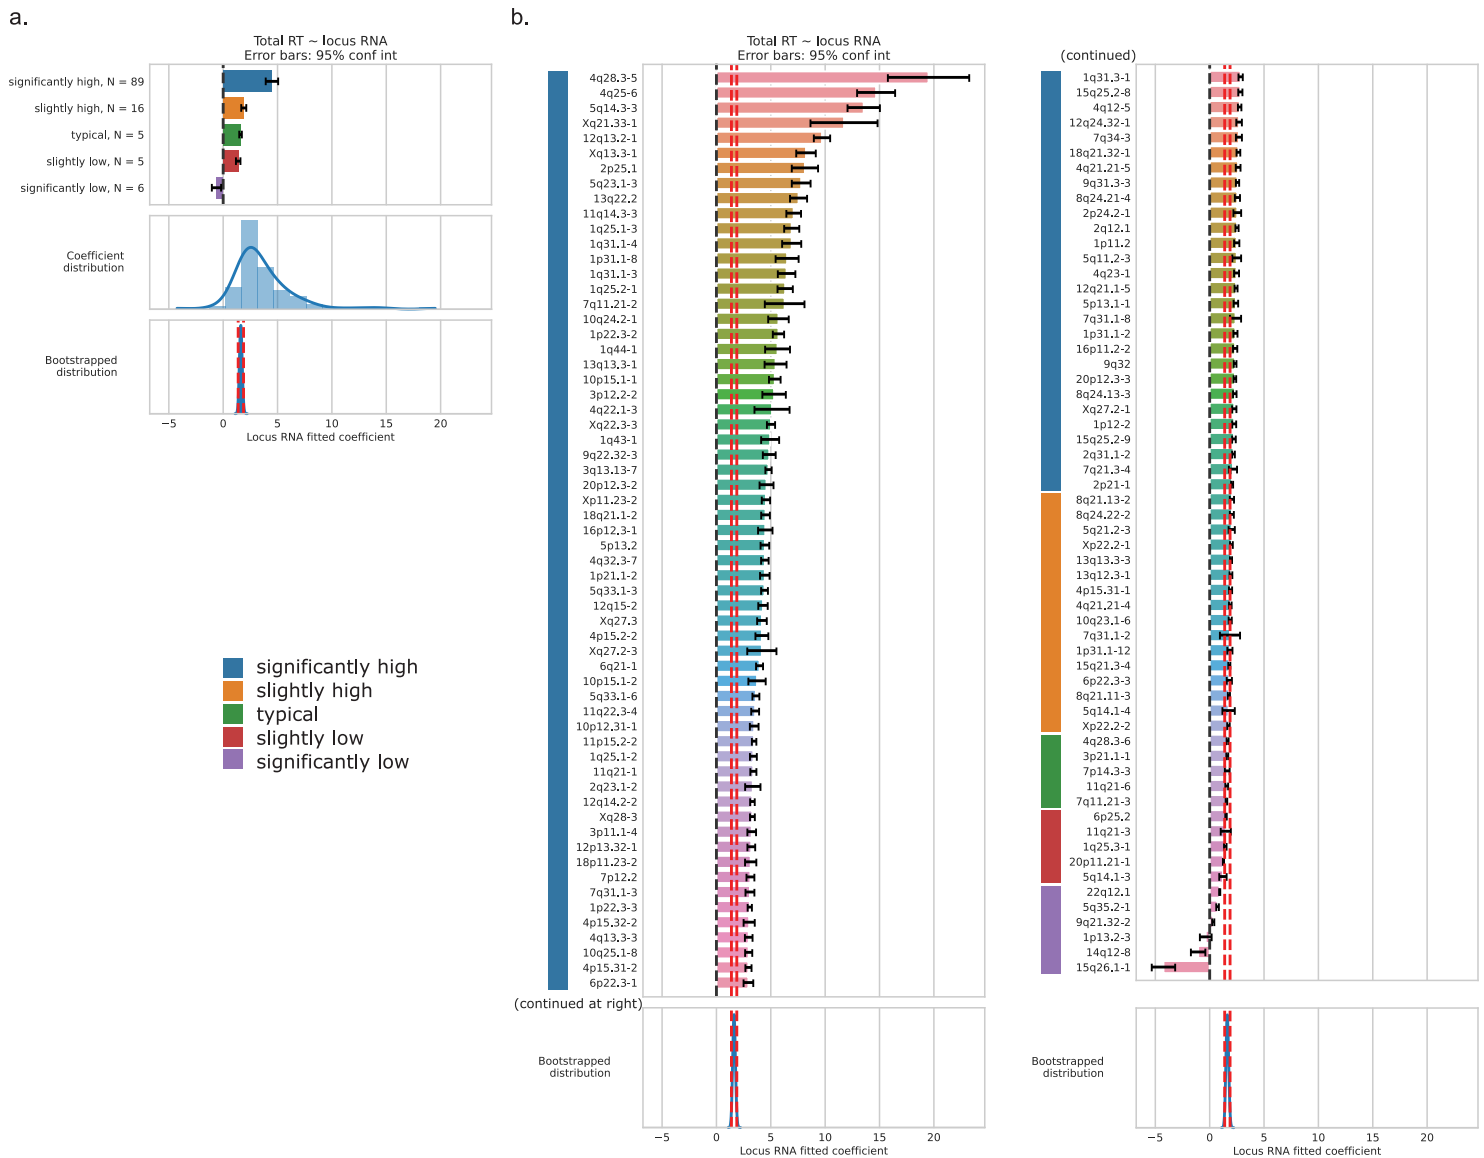 a.
Total RT ~ locus RNA
Error bars: 95% conf int
significantly high, N = 89
slightly high, N = 16
typical, N = 5
slightly low, N = 5
significantly low, N = 6
Coefficient
distribution
Bootstrapped
distribution
−5 0 5 10 15 20
Locus RNA fitted coefficient
significantly high
slightly high
typical
slightly low
significantly low
b.
Total RT ~ locus RNA
Error bars: 95% conf int
4q28.3-5
4q25-6
5q14.3-3
Xq21.33-1
12q13.2-1
Xq13.3-1
2p25.1
5q23.1-3
13q22.2
11q14.3-3
1q25.1-3
1q31.1-4
1p31.1-8
1q31.1-3
1q25.2-1
7q11.21-2
10q24.2-1
1p22.3-2
1q44-1
13q13.3-1
10p15.1-1
3p12.2-2
4q22.1-3
Xq22.3-3
1q43-1
9q22.32-3
3q13.13-7
20p12.3-2
Xp11.23-2
18q21.1-2
16p12.3-1
5p13.2
4q32.3-7
1p21.1-2
5q33.1-3
12q15-2
Xq27.3
4p15.2-2
Xq27.2-3
6q21-1
10p15.1-2
5q33.1-6
11q22.3-4
10p12.31-1
11p15.2-2
1q25.1-2
11q21-1
2q23.1-2
12q14.2-2
Xq28-3
3p11.1-4
12p13.32-1
18p11.23-2
7p12.2
7q31.1-3
1p22.3-3
4p15.32-2
4q13.3-3
10q25.1-8
4p15.31-2
6p22.3-1
(continued at right)
Bootstrapped
distribution
−5 0 5 10 15 20
Locus RNA fitted coefficient
(continued)
1q31.3-1
15q25.2-8
4q12-5
12q24.32-1
7q34-3
18q21.32-1
4q21.21-5
9q31.3-3
8q24.21-4
2p24.2-1
2q12.1
1p11.2
5q11.2-3
4q23-1
12q21.1-5
5p13.1-1
7q31.1-8
1p31.1-2
16p11.2-2
9q32
20p12.3-3
8q24.13-3
Xq27.2-1
1p12-2
15q25.2-9
2q31.1-2
7q21.3-4
2p21-1
8q21.13-2
8q24.22-2
5q21.2-3
Xp22.2-1
13q13.3-3
13q12.3-1
4p15.31-1
4q21.21-4
10q23.1-6
7q31.1-2
1p31.1-12
15q21.3-4
6p22.3-3
8q21.11-3
5q14.1-4
Xp22.2-2
4q28.3-6
3p21.1-1
7p14.3-3
11q21-6
7q11.21-3
6p25.2
11q21-3
1q25.3-1
20p11.21-1
5q14.1-3
22q12.1
5q35.2-1
9q21.32-2
1p13.2-3
14q12-8
15q26.1-1
Bootstrapped
distribution
−5 0 5 10 15 20
Locus RNA fitted coefficient